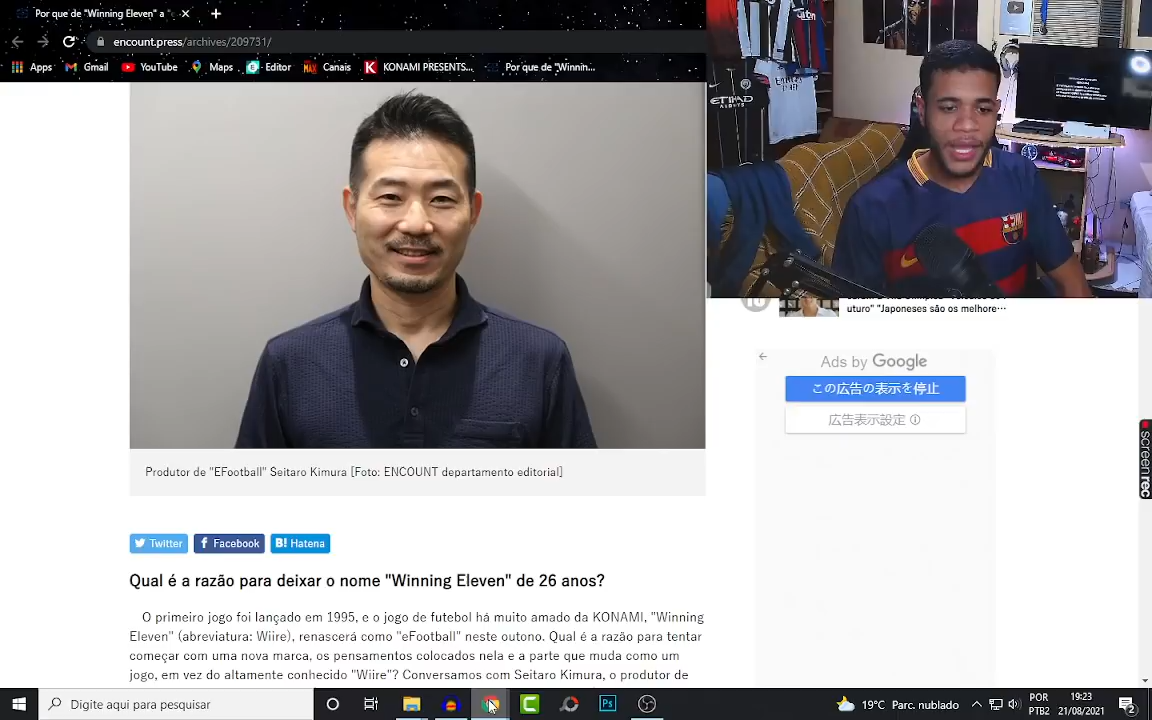 Por que de "Winning Eleven" a "
encount.press/archives/209731/
Apps
Gmail
YouTube
Maps
Editor
MAX
Canais
K
KONAMI PRESENTS...
Por que de "Winnin...
ETIHAD
Emirates
Produtor de "EFootball" Seitaro Kimura [Foto: ENCOUNT departamento editorial]
Twitter
Facebook
B! Hatena
Qual é a razão para deixar o nome "Winning Eleven" de 26 anos?
O primeiro jogo foi lançado em 1995, e o jogo de futebol há muito amado da KONAMI, "Winning
Eleven" (abreviatura: Wiire), renascerá como "eFootball" neste outono. Qual é a razão para tentar
começar com uma nova marca, os pensamentos colocados nela e a parte que muda como um
jogo, em vez do altamente conhecido "Wiire"? Conversamos com Seitaro Kimura, o produtor de
uturo" "Japoneses são os melhore···
Ads by Google
この広告の表示を停止
広告表示設定
screenrec
Digite aqui para pesquisar
Ps
19°C Parc. nublado
POR
PTB2
19:23
21/08/2021
2